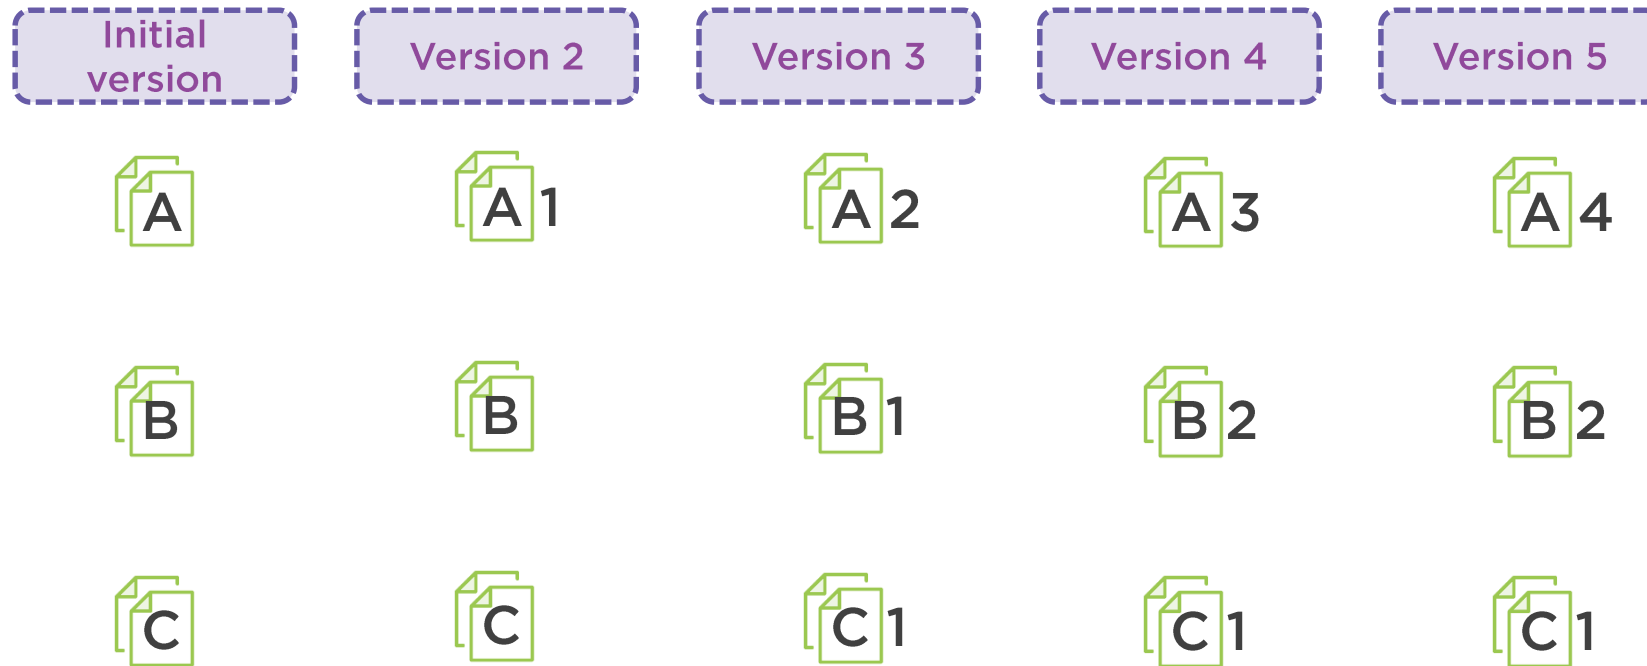 Initial
version
Version 2
Version 3
Version 4
Version 5
A
A 1
A 2
A 3
A 4
B
B
B 1
B 2
B 2
C
C
C 1
C 1
C 1